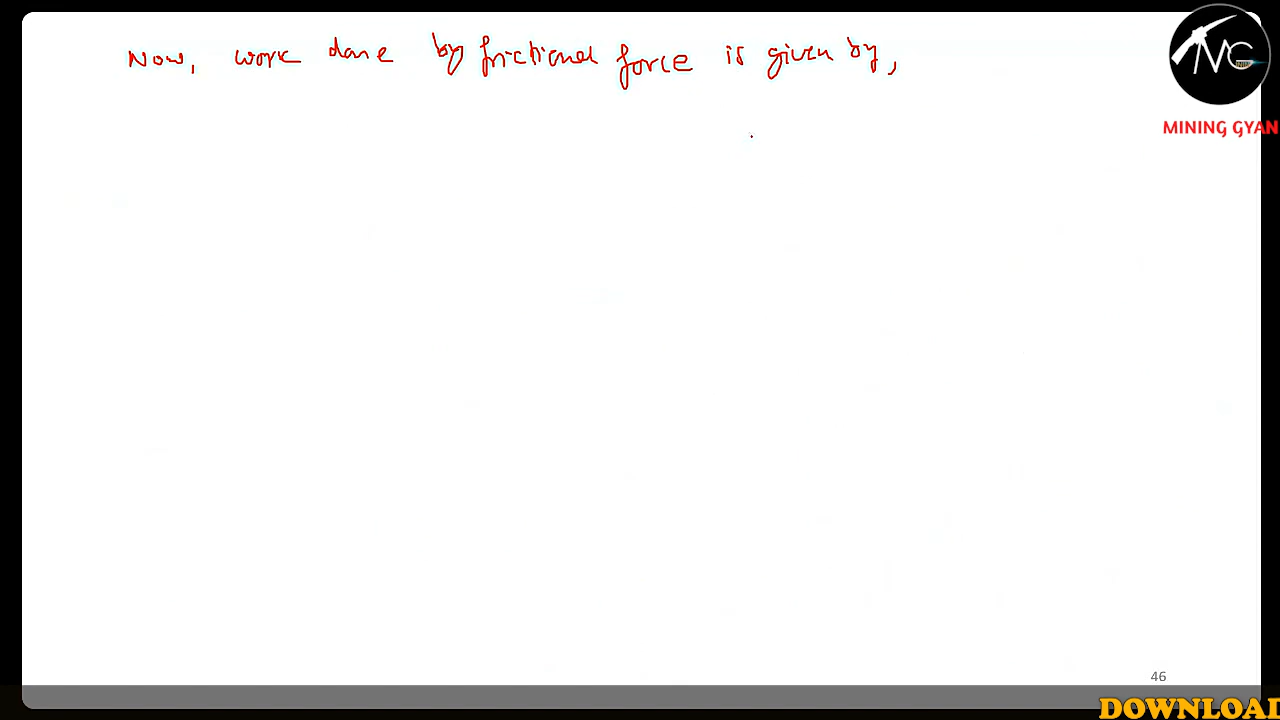 Now, work done by frictional force is given by,
MINING GYAN
46
DOWNLOAD